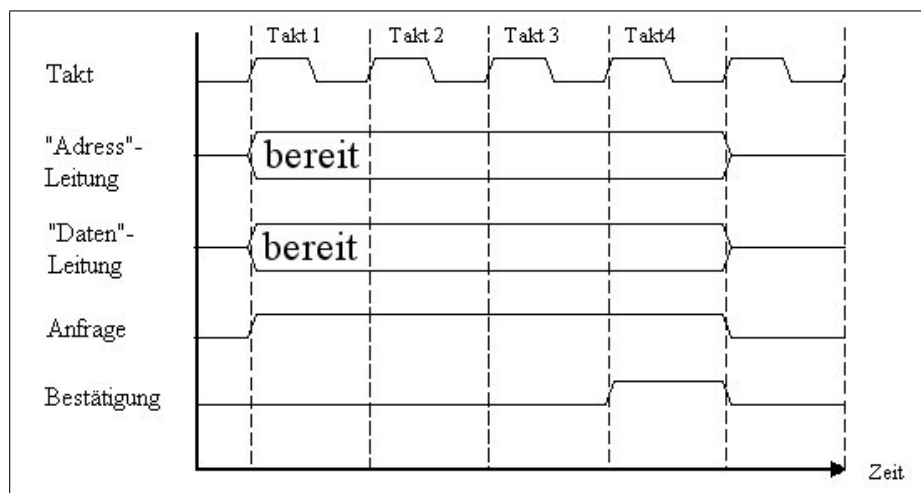 Takt 1 Takt 2 Takt 3 Takt4
Takt
"Adress"-
Leitung
bereit
"Daten"-
Leitung
bereit
Anfrage
Bestätigung
Zeit